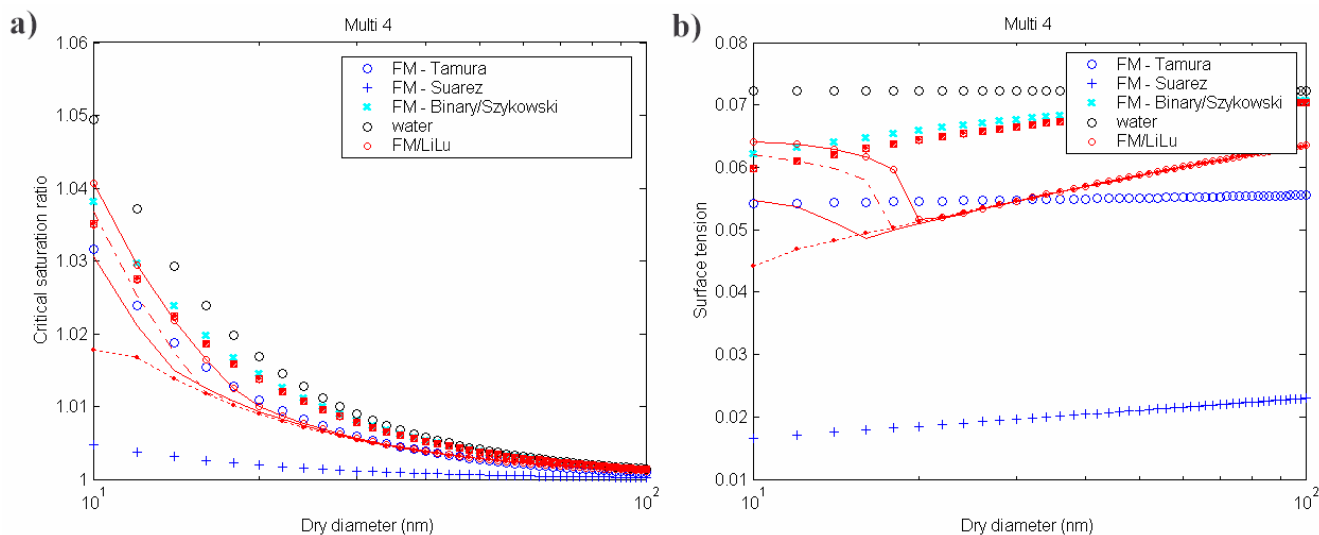 a)
Multi 4
1.06
1.05
1.04
1.03
1.02
1.01
1
Critical saturation ratio
FM - Tamura
FM - Suarez
FM - Binary/Szykowski
water
FM/LiLu
10^1
10^2
Dry diameter (nm)
b)
Multi 4
0.08
0.07
0.06
0.05
0.04
0.03
0.02
0.01
Surface tension
FM - Tamura
FM - Suarez
FM - Binary/Szykowski
water
FM/LiLu
10^1
10^2
Dry diameter (nm)